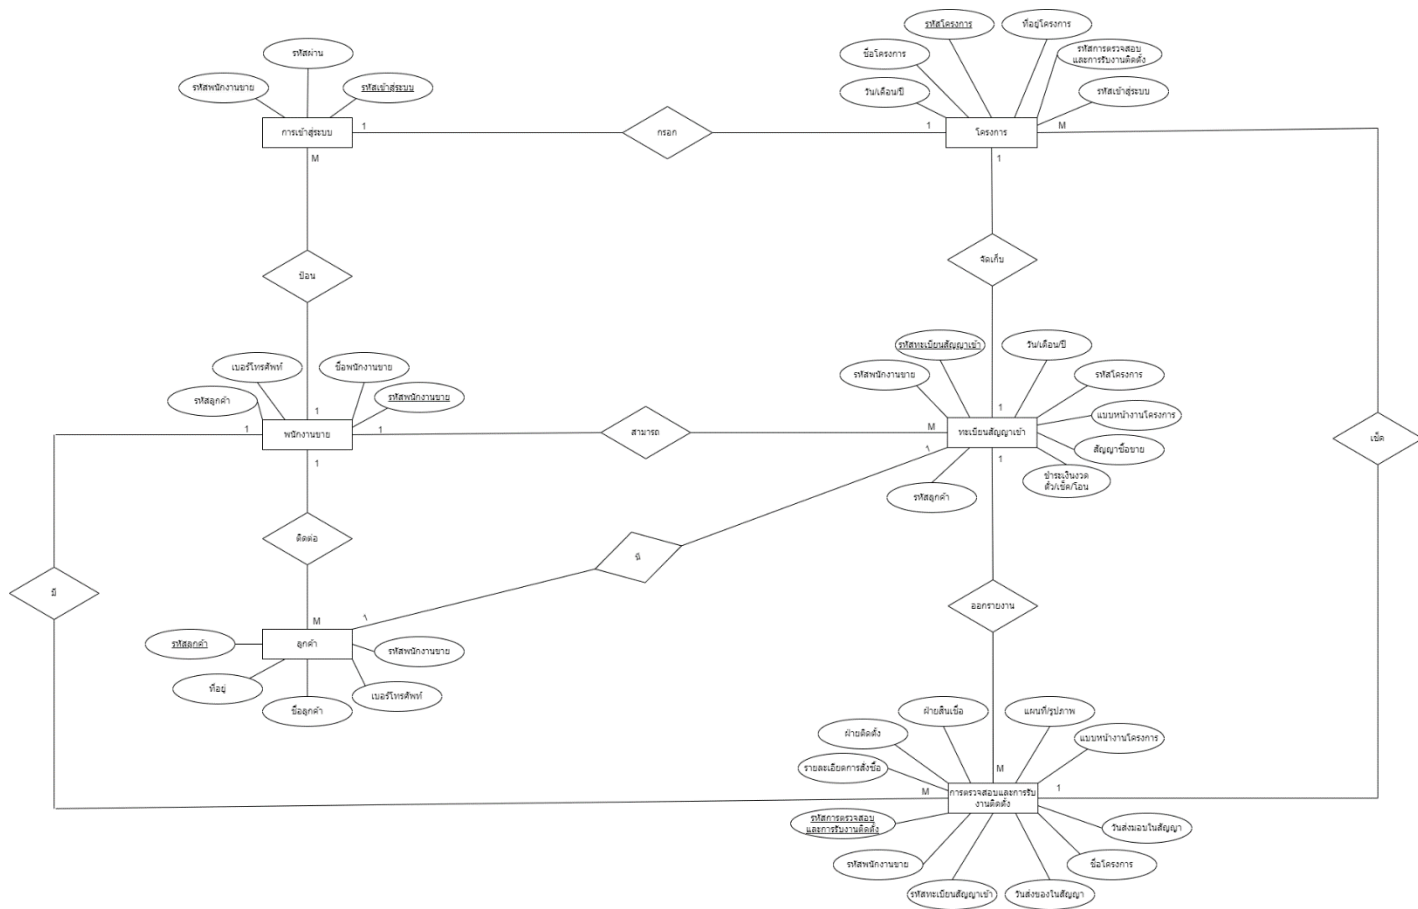 รหัสโครงการ
ที่อยู่โครงการ
รหัสผ่าน
ชื่อโครงการ
รหัสการตรวจสอบ
และการรับงานติดตั้ง
รหัสพนักงานขาย
รหัสเข้าสู่ระบบ
วัน/เดือน/ปี
รหัสเข้าสู่ระบบ
การเข้าสู่ระบบ
1
กรอก
1
โครงการ
M
M
1
จัดเก็บ
ป้อน
รหัสทะเบียนสัญญาเข้า
วัน/เดือน/ปี
เบอร์โทรศัพท์
ชื่อพนักงานขาย
รหัสพนักงานขาย
รหัสโครงการ
รหัสลูกค้า
รหัสพนักงานขาย
1
1
แบบหน้างานโครงการ
1
พนักงานขาย
1
สามารถ
M
ทะเบียนสัญญาเข้า
เช็ค
1
1
1
สัญญาซื้อขาย
ชำระเงินงวด
ตั๋ว/เช็ค/โอน
รหัสลูกค้า
ติดต่อ
มี
มี
ออกรายงาน
M
1
รหัสลูกค้า
ลูกค้า
รหัสพนักงานขาย
ที่อยู่
ชื่อลูกค้า
เบอร์โทรศัพท์
ฝ่ายสินเชื่อ
แผนที่/รูปภาพ
ฝ่ายติดตั้ง
แบบหน้างานโครงการ
รายละเอียดการสั่งซื้อ
M
M
การตรวจสอบและการรับ
งานติดตั้ง
1
รหัสการตรวจสอบ
และการรับงานติดตั้ง
วันส่งมอบในสัญญา
รหัสพนักงานขาย
ชื่อโครงการ
รหัสทะเบียนสัญญาเข้า
วันส่งของในสัญญา